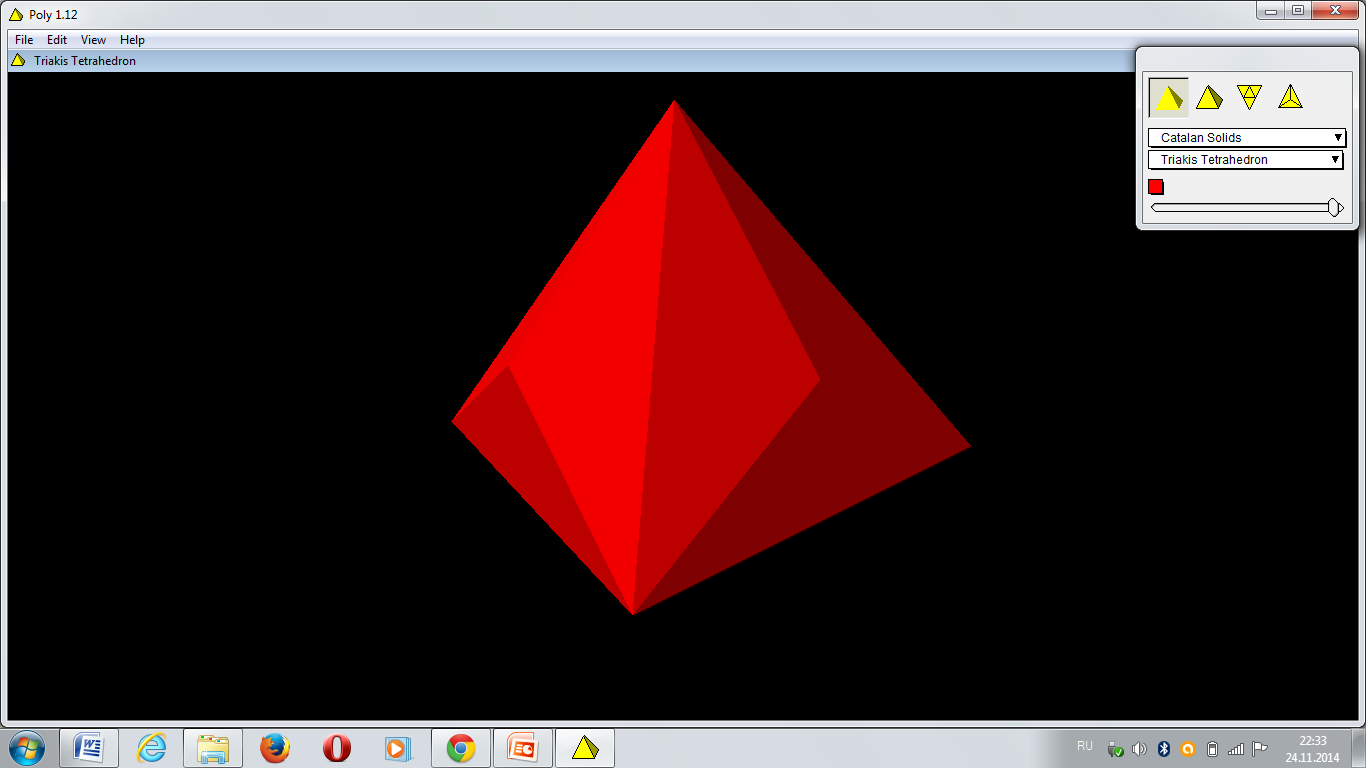 Poly 1.12
File Edit View Help
Triakis Tetrahedron
Catalan Solids
Triakis Tetrahedron
RU
22:33
24.11.2014